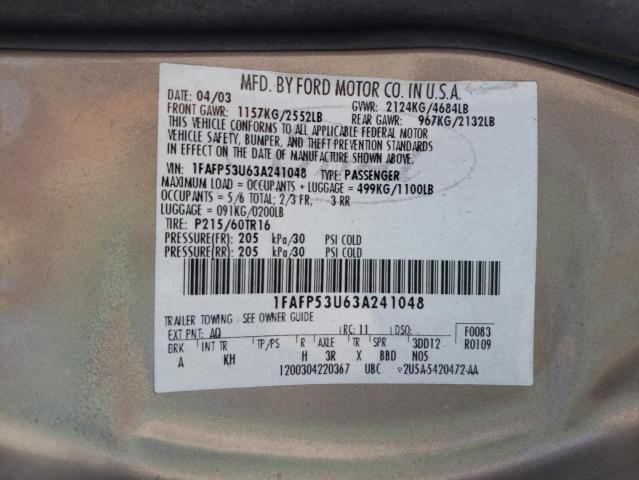 MFD. BY FORD MOTOR CO. IN U.S.A.
DATE: 04/03 GVWR: 2124KG/4684LB
FRONT GAWR: 1157KG/2552LB REAR GAWR: 967KG/2132LB
THIS VEHICLE CONFORMS TO ALL APPLICABLE FEDERAL MOTOR
VEHICLE SAFETY, BUMPER, AND THEFT PREVENTION STANDARDS
IN EFFECT ON THE DATE OF MANUFACTURE SHOWN ABOVE.
VIN: 1FAFP53U63A241048 TYPE: PASSENGER
MAXIMUM LOAD = OCCUPANTS + LUGGAGE = 499KG/1100LB
OCCUPANTS = 5/6 TOTAL: 2/3 FR, 3 RR
LUGGAGE = 091KG/0200LB
TIRE: P215/60TR16
PRESSURE(FR): 205 kPa/30 PSI COLD
PRESSURE(RR): 205 kPa/30 PSI COLD
1FAFP53U63A241048
TRAILER TOWING - SEE OWNER GUIDE
EXT PNT: AQ RC: 11 DSO: F0083
BRK INT TR TP/PS R AXLE TR SPR 3DD12 R0109
A KH H 3R X BBD N05
1200304220367 UBC v2U5A-5420472-AA